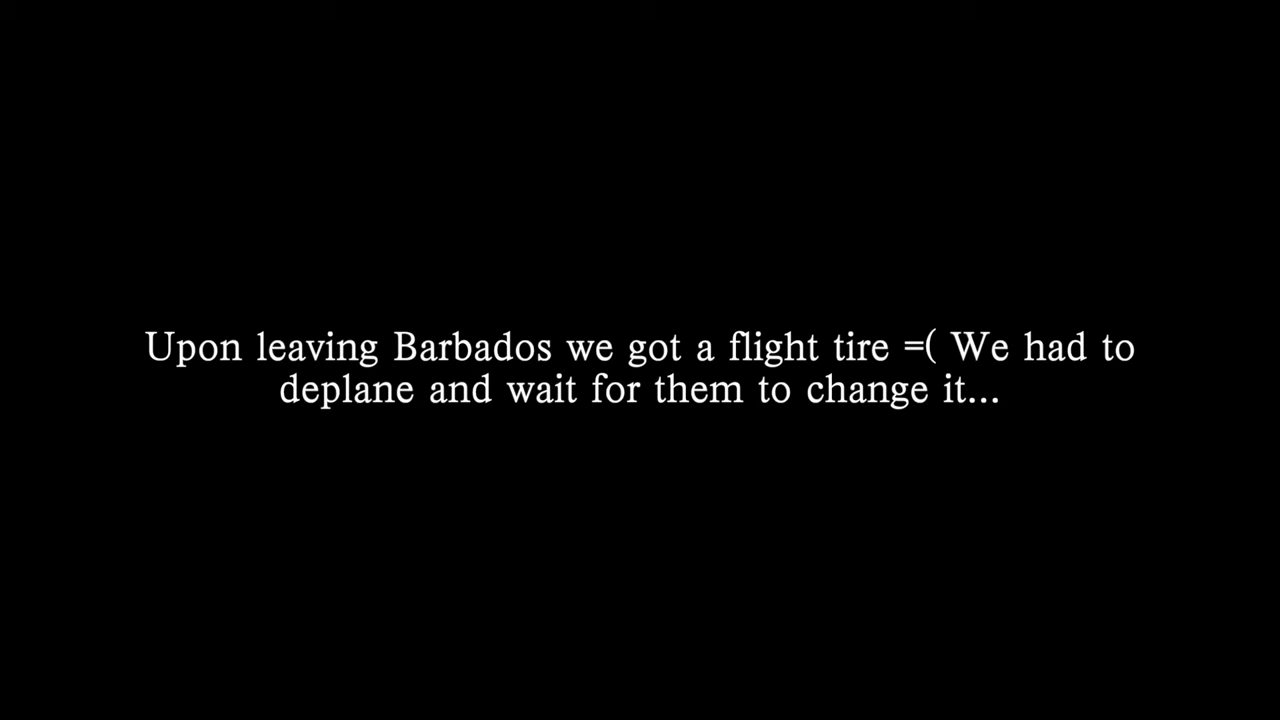 Upon leaving Barbados we got a flight tire =( We had to
deplane and wait for them to change it...